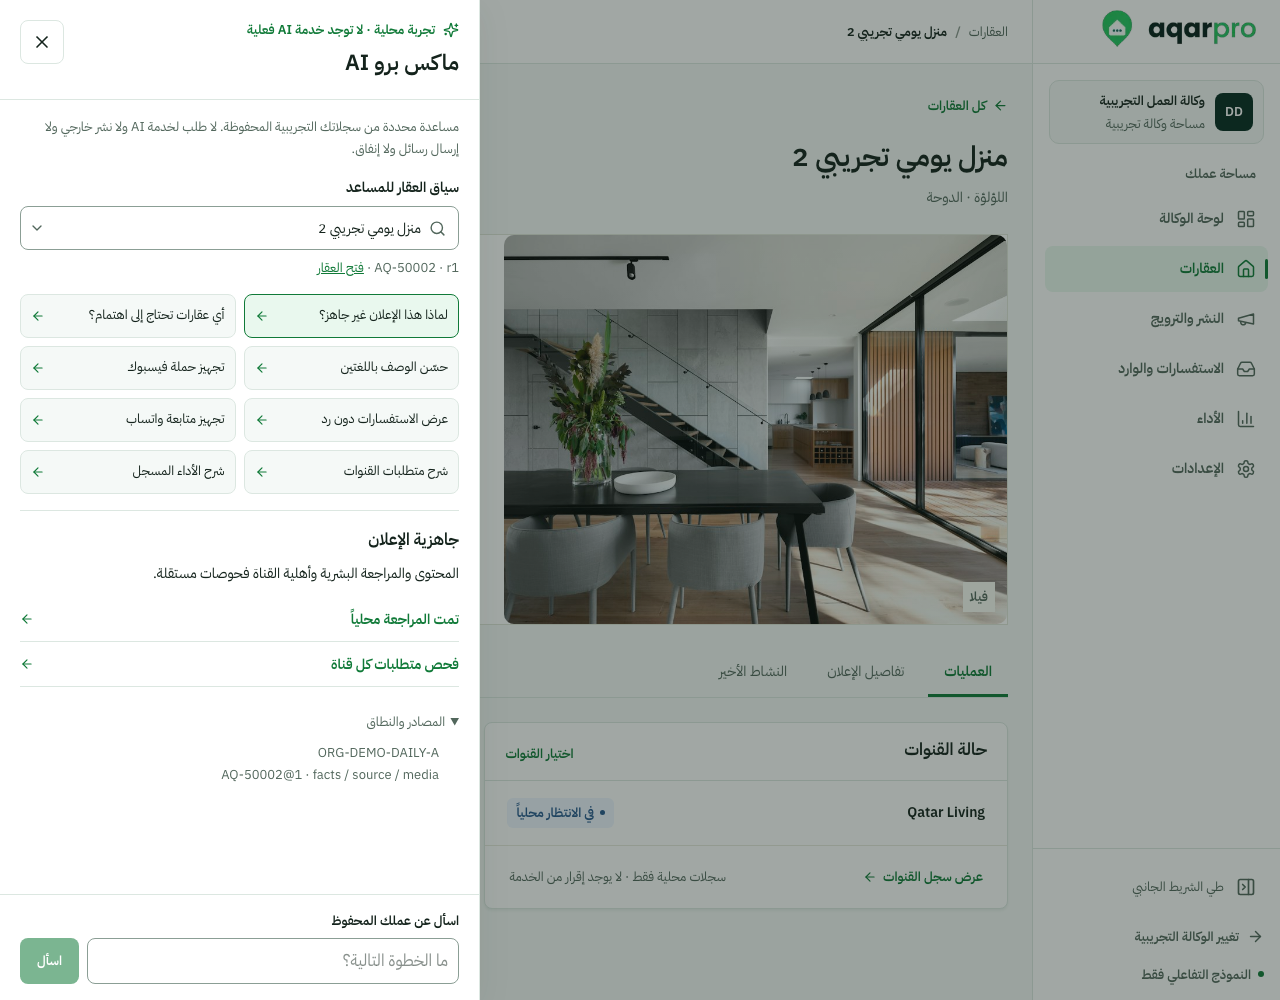 aqarpro
DD
وكالة العمل التجريبية
مساحة وكالة تجريبية
مساحة عملك
لوحة الوكالة
العقارات
النشر والترويج
الاستفسارات والوارد
الأداء
الإعدادات
طي الشريط الجانبي
تغيير الوكالة التجريبية
النموذج التفاعلي فقط
العقارات / منزل يومي تجريبي 2
كل العقارات
منزل يومي تجريبي 2
اللؤلؤة · الدوحة
فيلا
العمليات
تفاصيل الإعلان
النشاط الأخير
حالة القنوات
اختيار القنوات
Qatar Living
في الانتظار محلياً
عرض سجل القنوات
سجلات محلية فقط · لا يوجد إقرار من الخدمة
تجربة محلية · لا توجد خدمة AI فعلية
ماكس برو AI
مساعدة محددة من سجلاتك التجريبية المحفوظة. لا طلب لخدمة AI ولا نشر خارجي ولا
إرسال رسائل ولا إنفاق.
سياق العقار للمساعد
منزل يومي تجريبي 2
AQ-50002 · r1 · فتح العقار
لماذا هذا الإعلان غير جاهز؟
أي عقارات تحتاج إلى اهتمام؟
حسّن الوصف باللغتين
تجهيز حملة فيسبوك
عرض الاستفسارات دون رد
تجهيز متابعة واتساب
شرح متطلبات القنوات
شرح الأداء المسجل
جاهزية الإعلان
المحتوى والمراجعة البشرية وأهلية القناة فحوصات مستقلة.
تمت المراجعة محلياً
فحص متطلبات كل قناة
المصادر والنطاق
ORG-DEMO-DAILY-A
AQ-50002@1 · facts / source / media
اسأل عن عملك المحفوظ
ما الخطوة التالية؟
اسأل